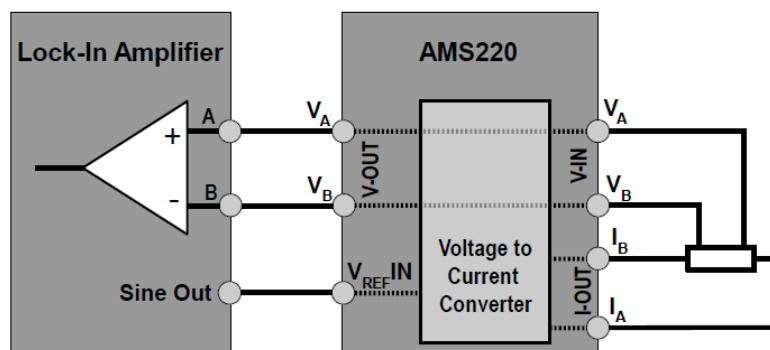 Lock-In Amplifier
AMS220
A
V_A
V_A
+
V-OUT
V-IN
B
V_B
V_B
-
I_B
Voltage to
Current
Converter
Sine Out
V_REF IN
I-OUT
I_A